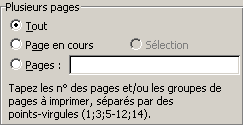 Plusieurs pages
Tout
Page en cours Sélection
Pages :
Tapez les n° des pages et/ou les groupes de
pages à imprimer, séparés par des
points-virgules (1;3;5-12;14).